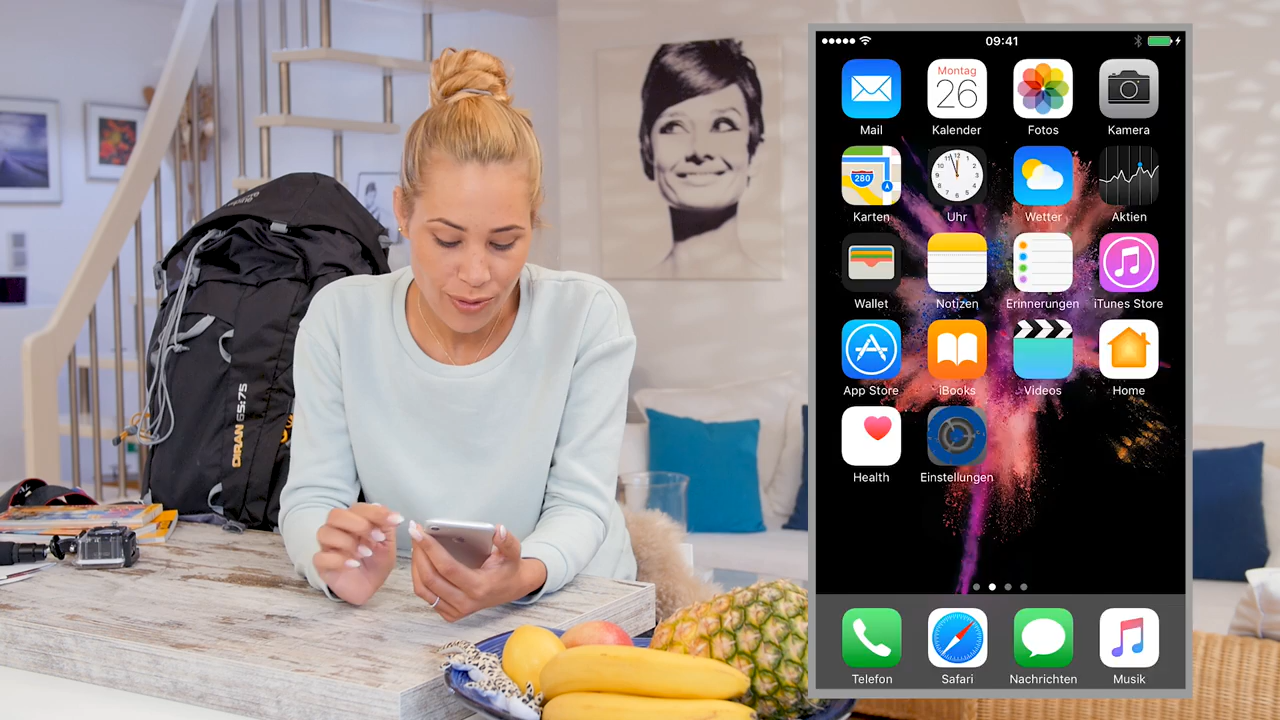 09:41
Montag
26
Mail
Kalender
Fotos
Kamera
280
Karten
Uhr
Wetter
Aktien
Wallet
Notizen
Erinnerungen
iTunes Store
App Store
iBooks
Videos
Home
Health
Einstellungen
Telefon
Safari
Nachrichten
Musik
CIRAN 65:75